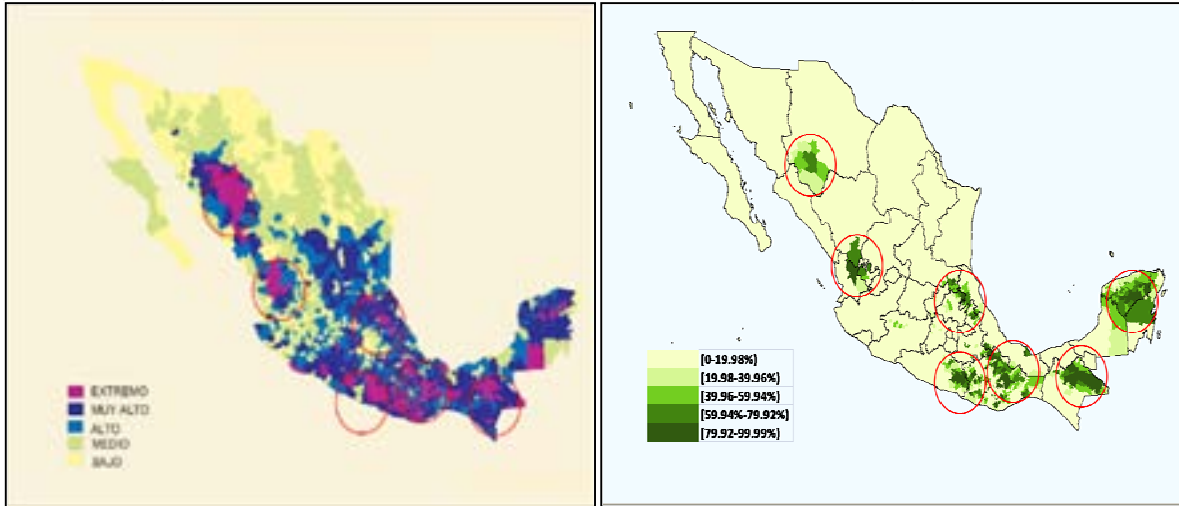 EXTREMO
MUY ALTO
ALTO
MEDIO
BAJO
[0-19.98%)
[19.98-39.96%)
[39.96-59.94%)
[59.94%-79.92%)
[79.92-99.99%)